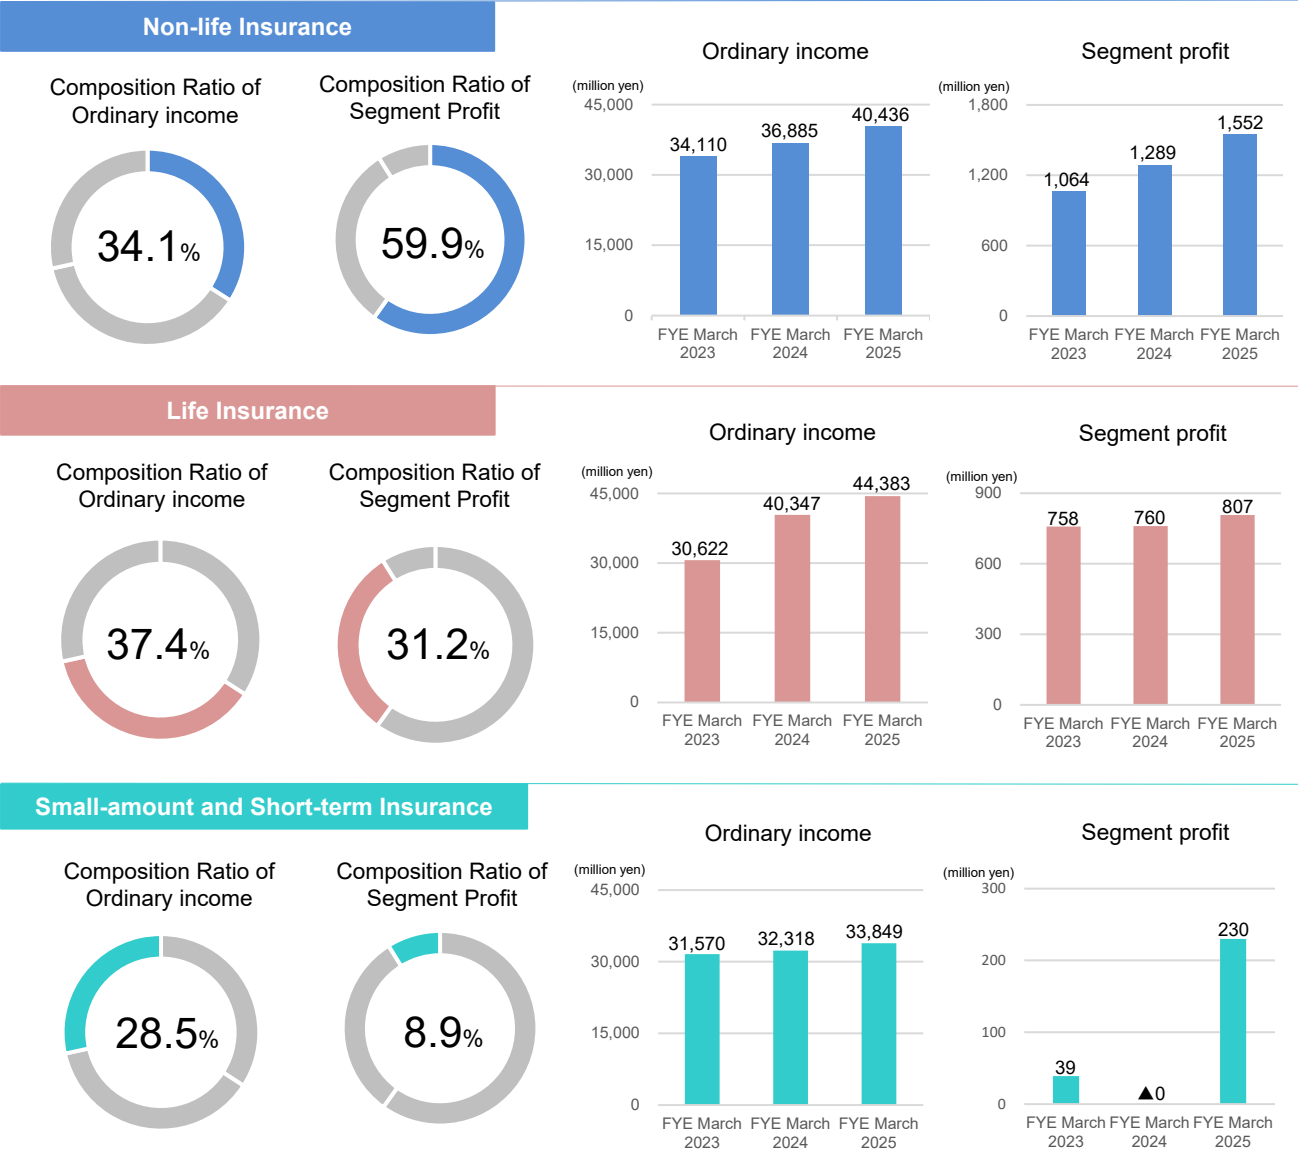 Non-life Insurance
Composition Ratio of
Ordinary income
34.1%
Composition Ratio of
Segment Profit
59.9%
Ordinary income
(million yen)
45,000
30,000
15,000
0
34,110
36,885
40,436
FYE March
2023
FYE March
2024
FYE March
2025
Segment profit
(million yen)
1,800
1,200
600
0
1,064
1,289
1,552
FYE March
2023
FYE March
2024
FYE March
2025
Life Insurance
Composition Ratio of
Ordinary income
37.4%
Composition Ratio of
Segment Profit
31.2%
Ordinary income
(million yen)
45,000
30,000
15,000
0
30,622
40,347
44,383
FYE March
2023
FYE March
2024
FYE March
2025
Segment profit
(million yen)
900
600
300
0
758
760
807
FYE March
2023
FYE March
2024
FYE March
2025
Small-amount and Short-term Insurance
Composition Ratio of
Ordinary income
28.5%
Composition Ratio of
Segment Profit
8.9%
Ordinary income
(million yen)
45,000
30,000
15,000
0
31,570
32,318
33,849
FYE March
2023
FYE March
2024
FYE March
2025
Segment profit
(million yen)
300
200
100
0
39
▲0
230
FYE March
2023
FYE March
2024
FYE March
2025